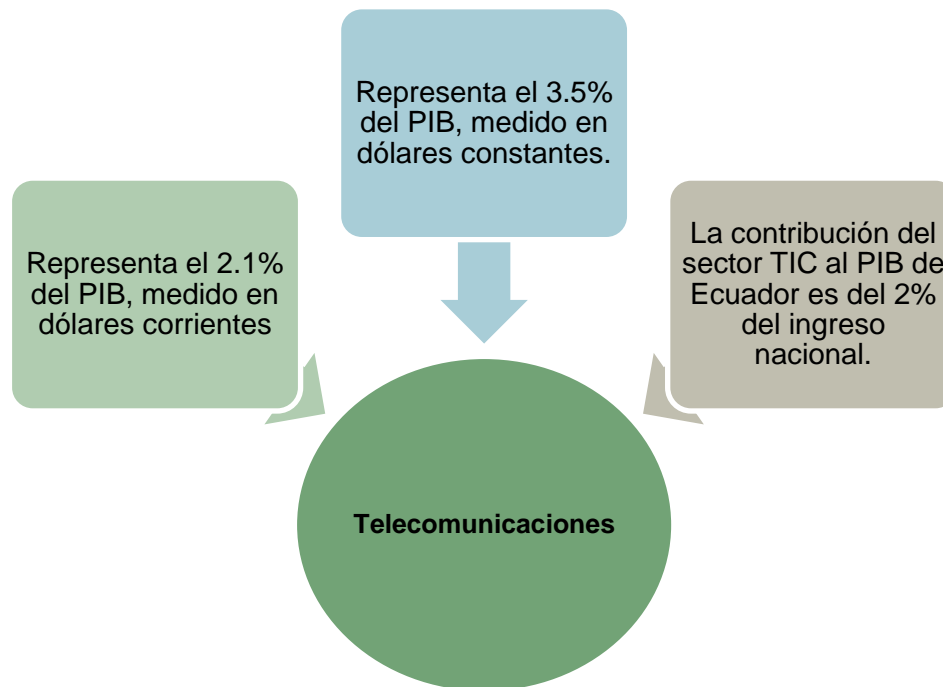 Representa el 3.5%
del PIB, medido en
dólares constantes.
Representa el 2.1%
del PIB, medido en
dólares corrientes
La contribución del
sector TIC al PIB de
Ecuador es del 2%
del ingreso
nacional.
Telecomunicaciones